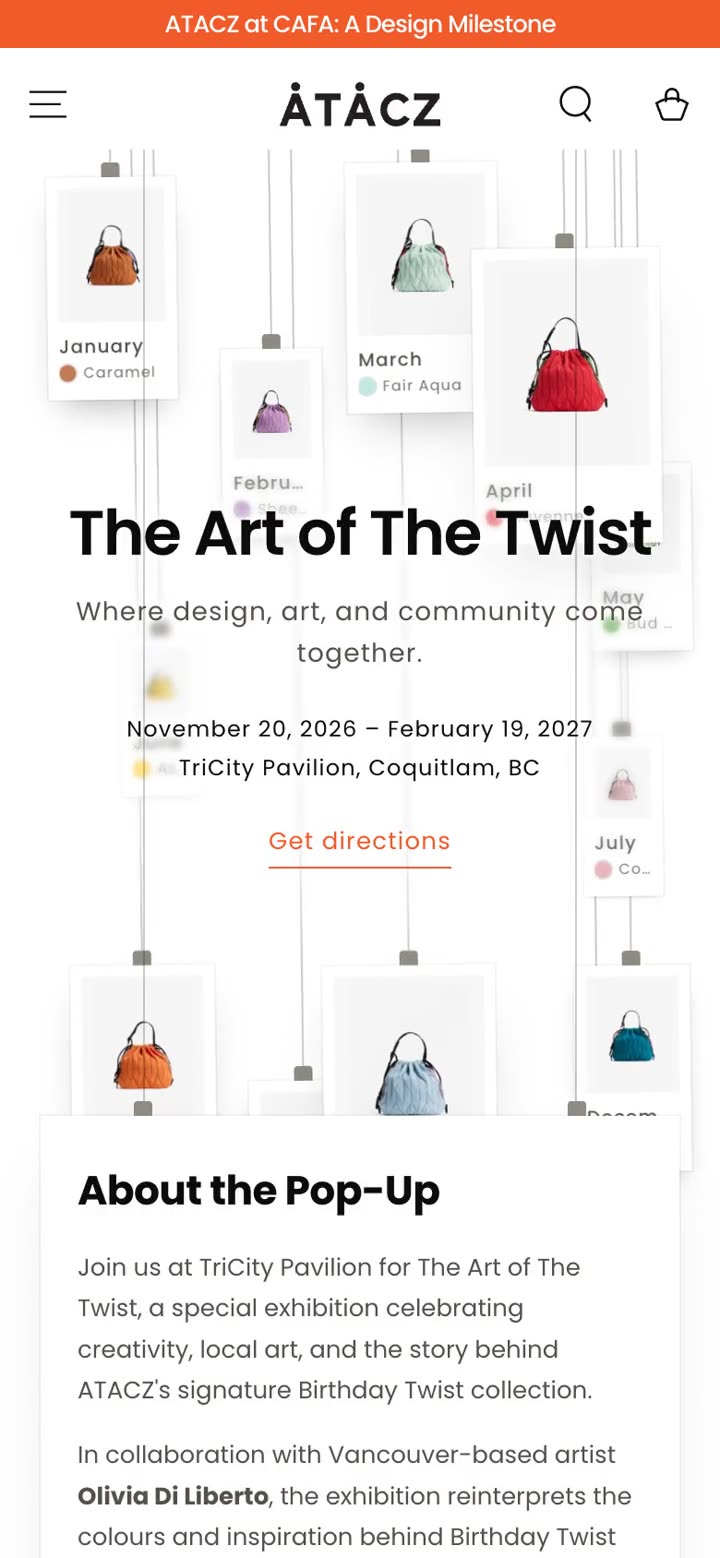 ATACZ at CAFA: A Design Milestone
ȦTȦCZ
January
Caramel
March
Fair Aqua
Febru...
Shee...
April
May
Bud ...
The Art of The Twist
Where design, art, and community come
together.
November 20, 2026 – February 19, 2027
TriCity Pavilion, Coquitlam, BC
July
Co...
Get directions
About the Pop-Up
Join us at TriCity Pavilion for The Art of The
Twist, a special exhibition celebrating
creativity, local art, and the story behind
ATACZ's signature Birthday Twist collection.
In collaboration with Vancouver-based artist
Olivia Di Liberto, the exhibition reinterprets the
colours and inspiration behind Birthday Twist